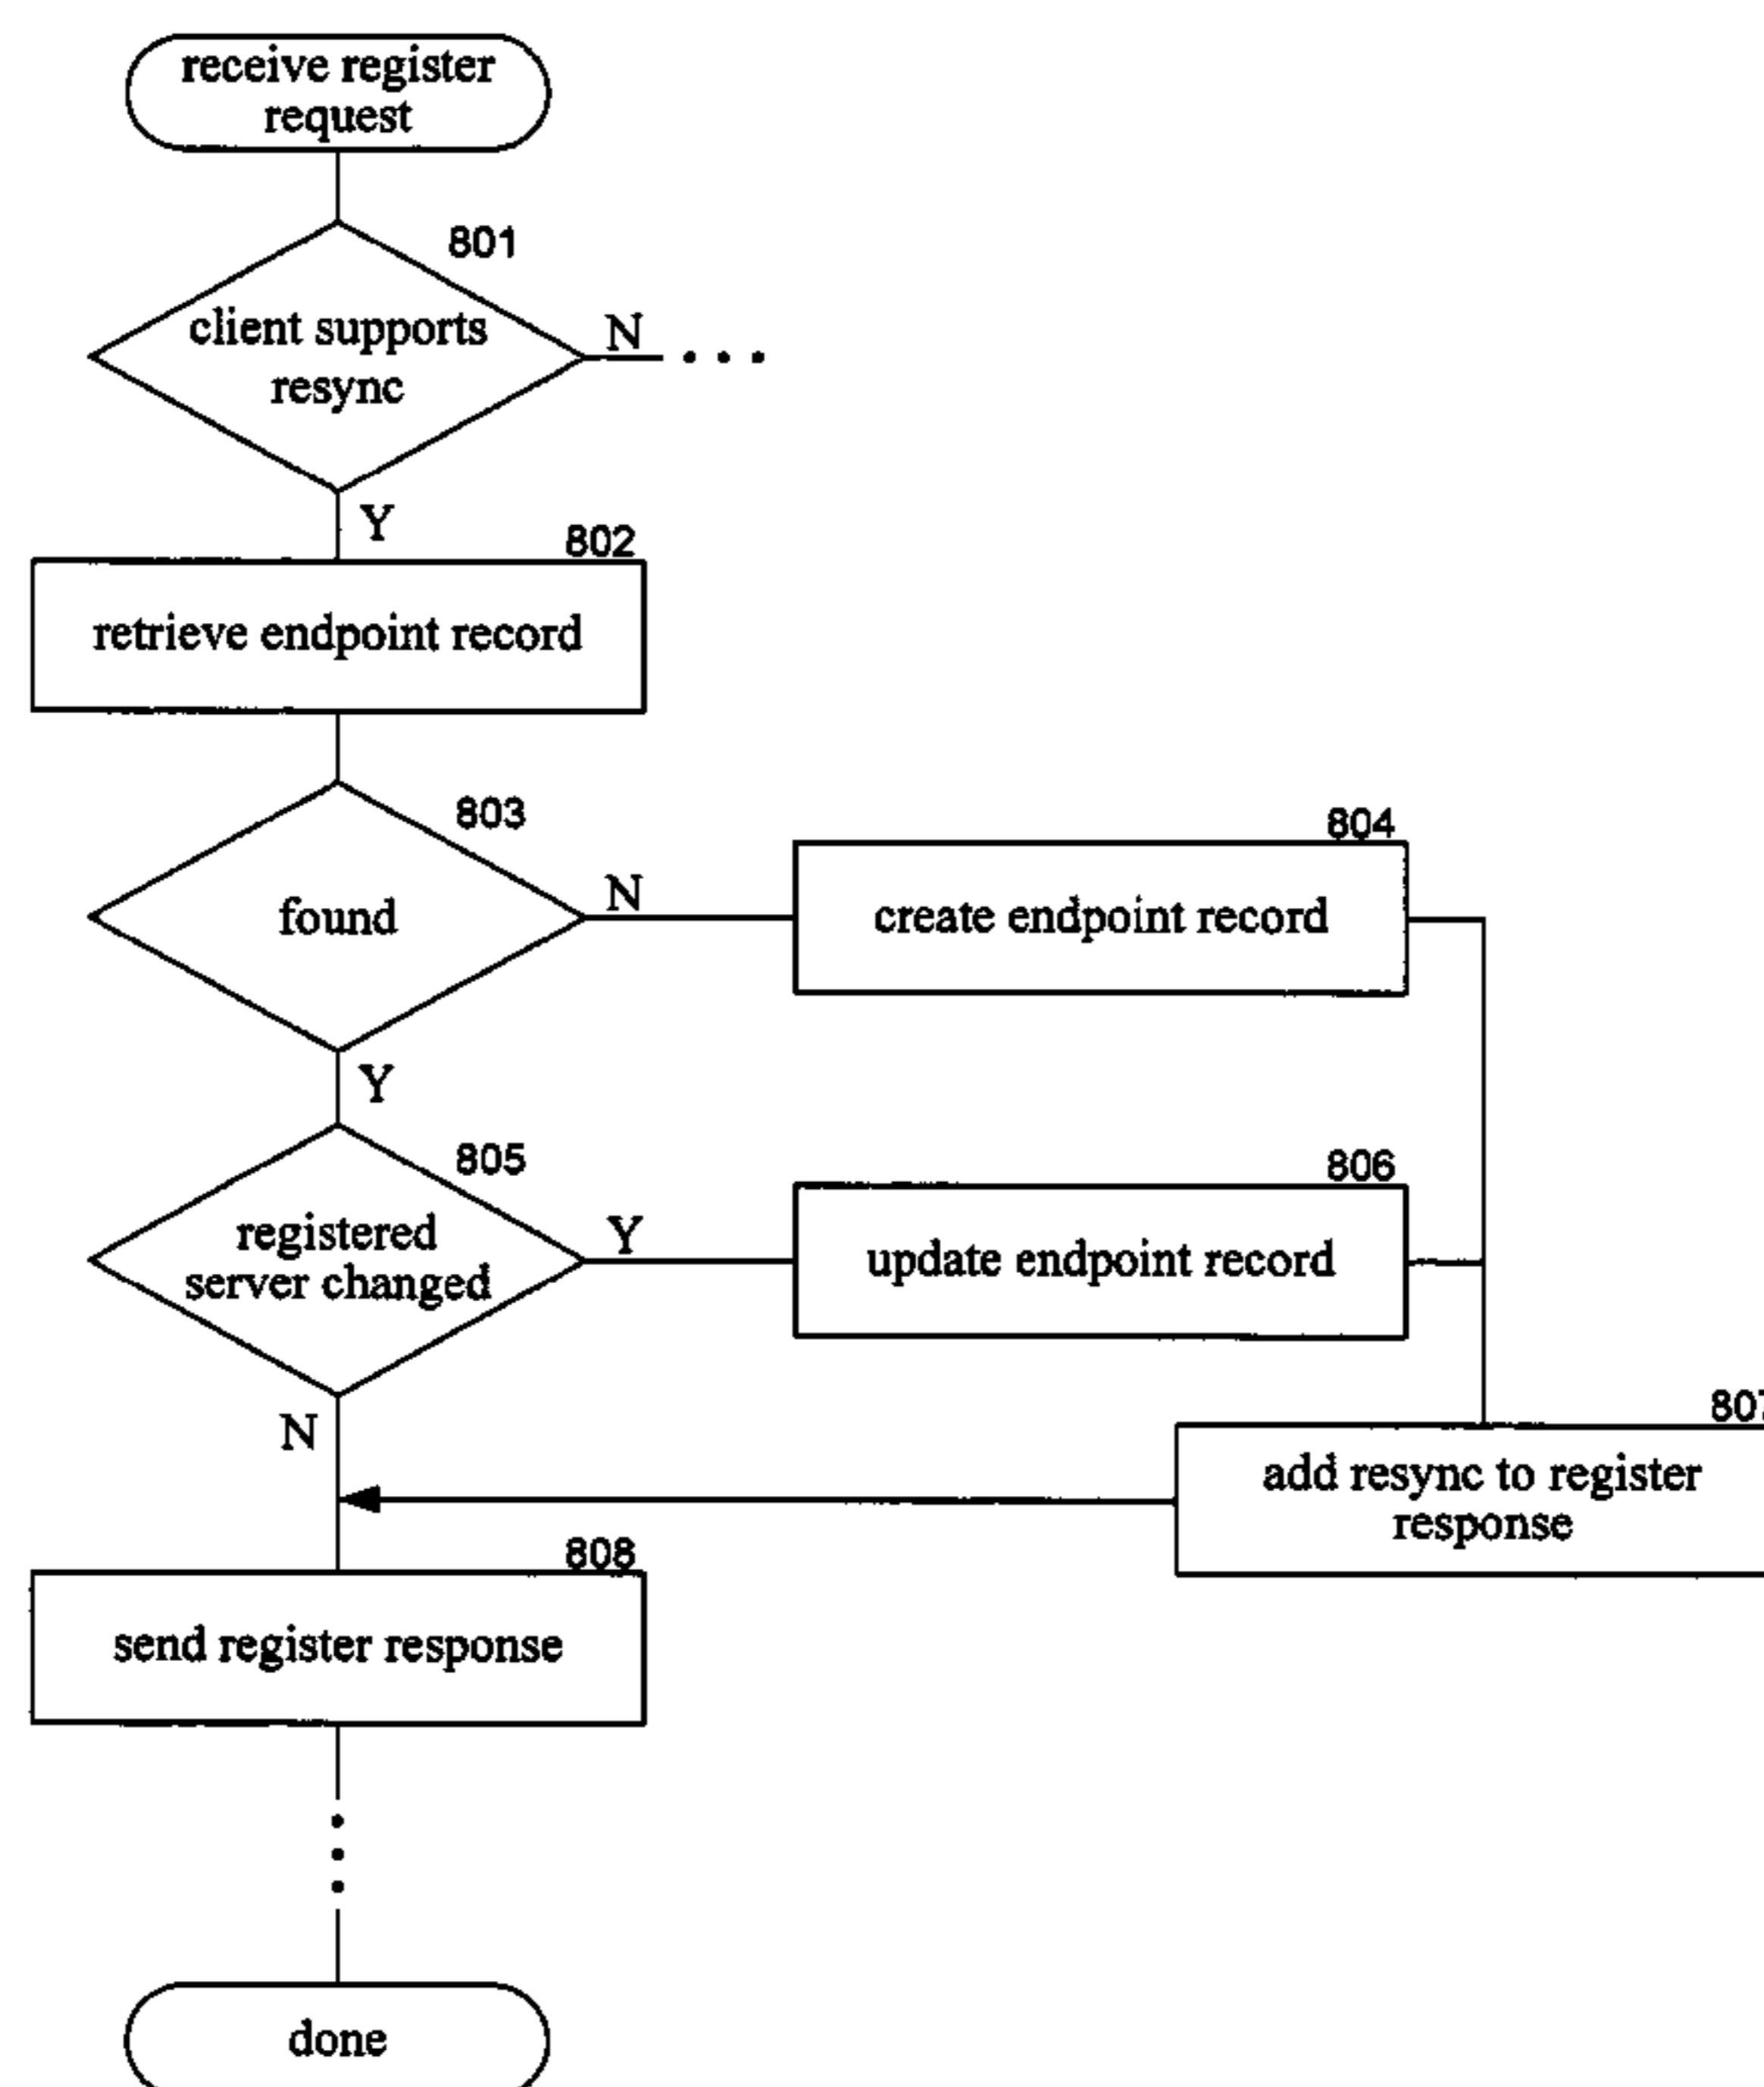 receive register
request
801
client supports
resync
N
Y
802
retrieve endpoint record
803
found
N
804
create endpoint record
Y
805
registered
server changed
Y
806
update endpoint record
N
807
add resync to register
response
808
send register response
done